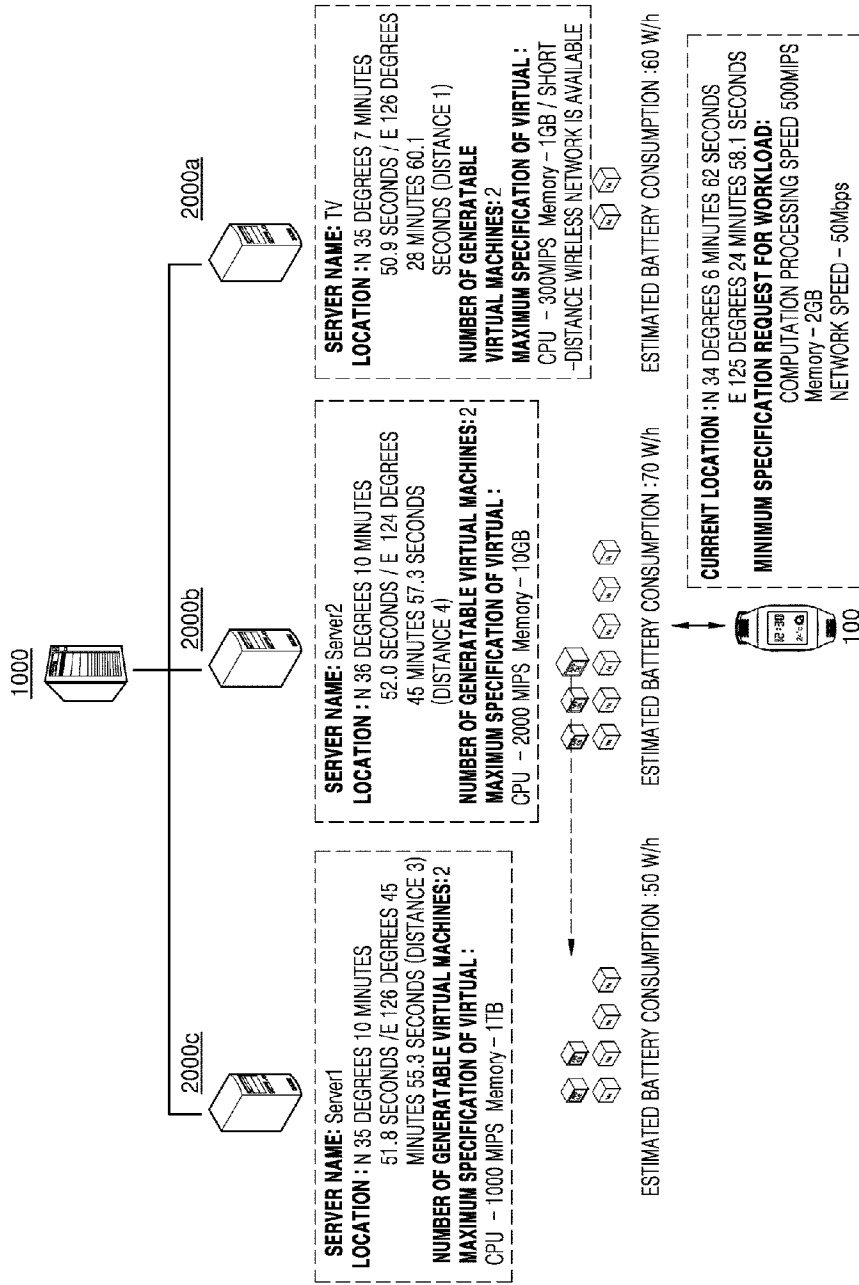 1000
2000c
SERVER NAME: Server1
LOCATION : N 35 DEGREES 10 MINUTES
51.8 SECONDS /E 126 DEGREES 45
MINUTES 55.3 SECONDS (DISTANCE 3)
NUMBER OF GENERATABLE VIRTUAL MACHINES:2
MAXIMUM SPECIFICATION OF VIRTUAL :
CPU - 1000 MIPS Memory - 1TB
ESTIMATED BATTERY CONSUMPTION :50 W/h
2000b
SERVER NAME: Server2
LOCATION : N 36 DEGREES 10 MINUTES
52.0 SECONDS / E 124 DEGREES
45 MINUTES 57.3 SECONDS
(DISTANCE 4)
NUMBER OF GENERATABLE VIRTUAL MACHINES:2
MAXIMUM SPECIFICATION OF VIRTUAL :
CPU - 2000 MIPS Memory - 10GB
ESTIMATED BATTERY CONSUMPTION :70 W/h
2000a
SERVER NAME: TV
LOCATION : N 35 DEGREES 7 MINUTES
50.9 SECONDS / E 126 DEGREES
28 MINUTES 60.1
SECONDS (DISTANCE 1)
NUMBER OF GENERATABLE
VIRTUAL MACHINES: 2
MAXIMUM SPECIFICATION OF VIRTUAL :
CPU - 300MIPS Memory - 1GB / SHORT
-DISTANCE WIRELESS NETWORK IS AVAILABLE
ESTIMATED BATTERY CONSUMPTION :60 W/h
12:30
100
CURRENT LOCATION : N 34 DEGREES 6 MINUTES 62 SECONDS
E 125 DEGREES 24 MINUTES 58.1 SECONDS
MINIMUM SPECIFICATION REQUEST FOR WORKLOAD:
COMPUTATION PROCESSING SPEED 500MIPS
Memory - 2GB
NETWORK SPEED - 50Mbps